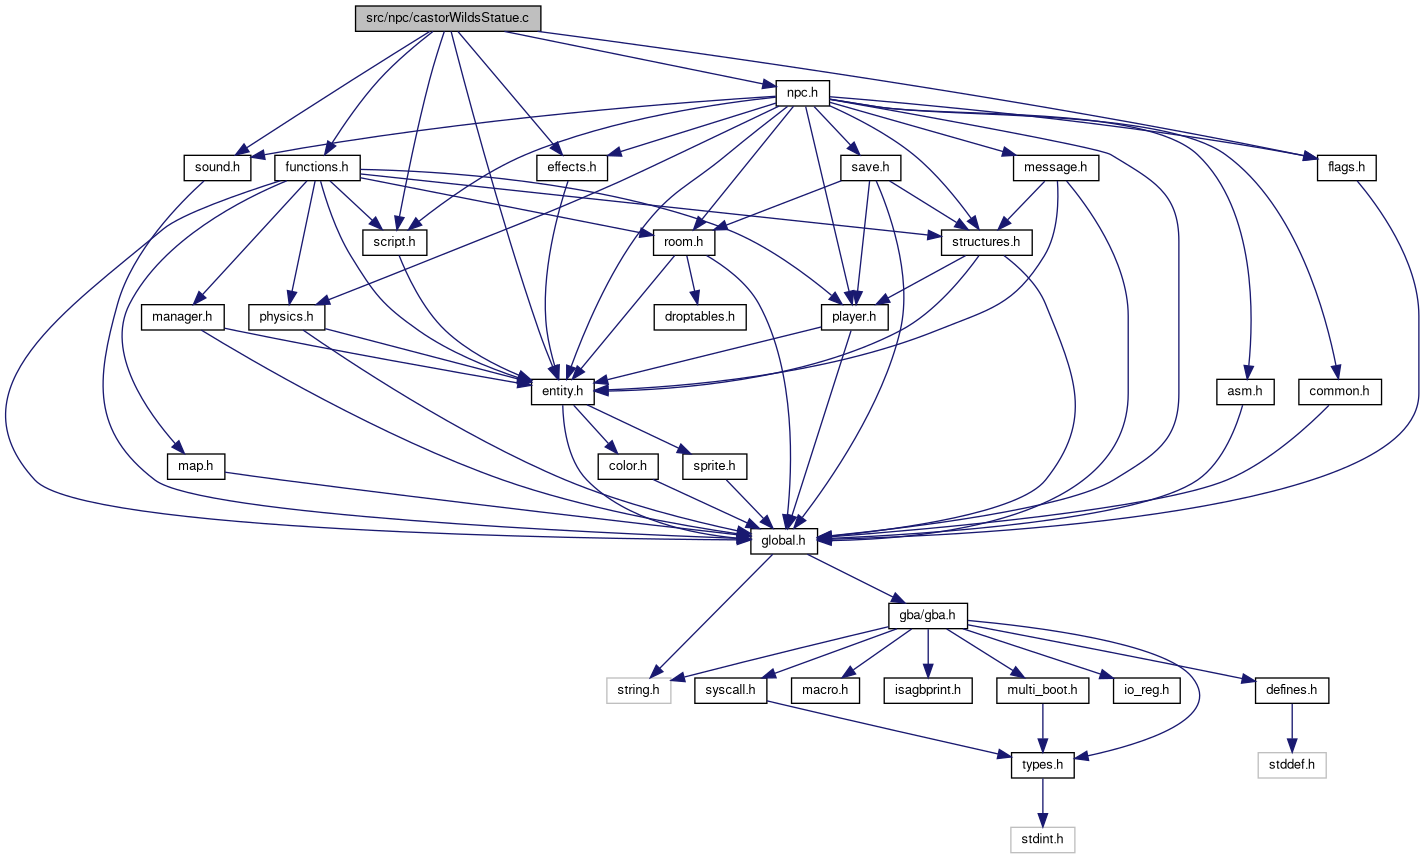 src/npc/castorWildsStatue.c
npc.h
sound.h
functions.h
effects.h
save.h
message.h
flags.h
script.h
room.h
structures.h
manager.h
physics.h
droptables.h
player.h
entity.h
asm.h
common.h
map.h
color.h
sprite.h
global.h
gba/gba.h
string.h
syscall.h
macro.h
isagbprint.h
multi_boot.h
io_reg.h
defines.h
types.h
stddef.h
stdint.h